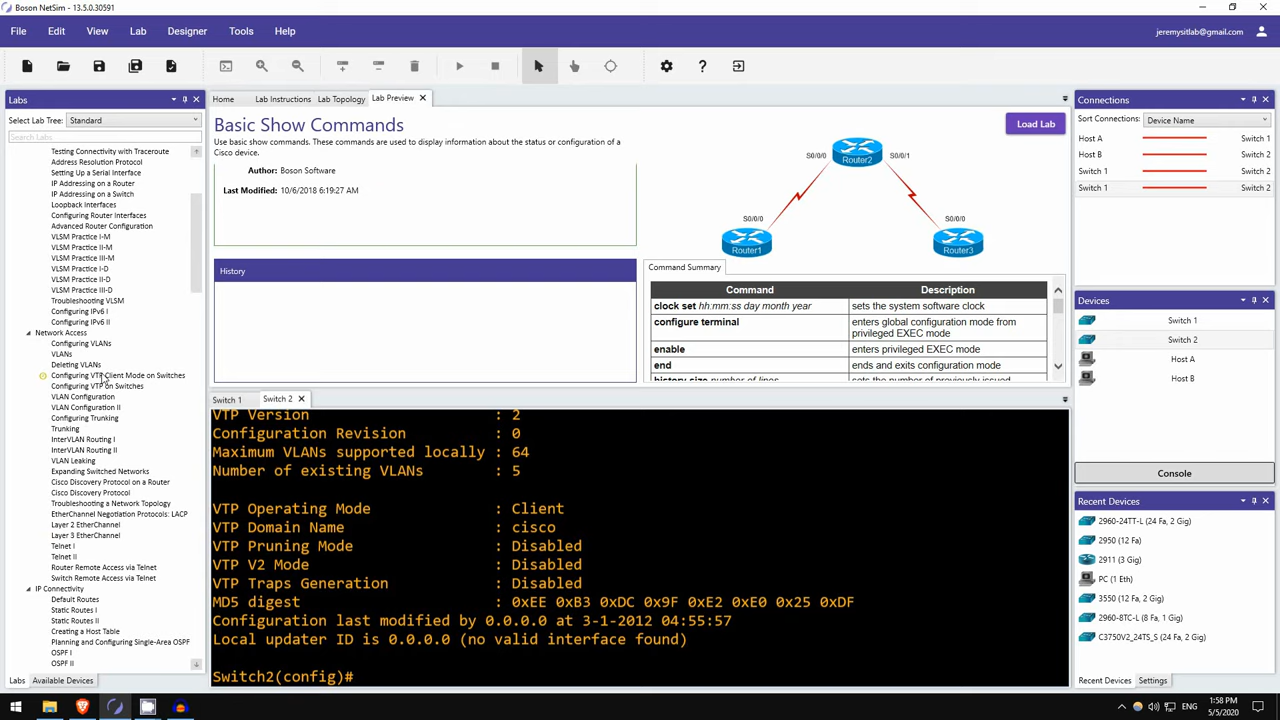 Boson NetSim 13.5.0.30591
File Edit View Lab Designer Tools Help jeremysitlab@gmail.com
Labs
Select Lab Tree: Standard
Search Labs
Testing Connectivity with Traceroute
Address Resolution Protocol
Setting Up a Serial Interface
IP Addressing on a Router
IP Addressing on a Switch
Loopback Interfaces
Configuring Router Interfaces
Advanced Router Configuration
VLSM Practice I-M
VLSM Practice II-M
VLSM Practice III-M
VLSM Practice I-D
VLSM Practice II-D
VLSM Practice III-D
Troubleshooting VLSM
Configuring IPv6 I
Configuring IPv6 II
Network Access
Configuring VLANs
VLANs
Deleting VLANs
Configuring VTP Client Mode on Switches
Configuring VTP on Switches
VLAN Configuration
VLAN Configuration II
Configuring Trunking
Trunking
InterVLAN Routing I
InterVLAN Routing II
VLAN Leaking
Expanding Switched Networks
Cisco Discovery Protocol on a Router
Cisco Discovery Protocol
Troubleshooting a Network Topology
EtherChannel Negotiation Protocols: LACP
Layer 2 EtherChannel
Layer 3 EtherChannel
Telnet I
Telnet II
Router Remote Access via Telnet
Switch Remote Access via Telnet
IP Connectivity
Default Routes
Static Routes I
Static Routes II
Creating a Host Table
Planning and Configuring Single-Area OSPF
OSPF I
OSPF II
Labs Available Devices
Home Lab Instructions Lab Topology Lab Preview
Basic Show Commands
Use basic show commands. These commands are used to display information about the status or configuration of a
Cisco device.
Author: Boson Software
Last Modified: 10/6/2018 6:19:27 AM
History
Load Lab
S0/0/0 Router2 S0/0/1
S0/0/0 S0/0/0
Router1 Router3
Command Summary
Command Description
clock set hh:mm:ss day month year sets the system software clock
configure terminal enters global configuration mode from
privileged EXEC mode
enable enters privileged EXEC mode
end ends and exits configuration mode
Switch 1 Switch 2
VTP Version : 2
Configuration Revision : 0
Maximum VLANs supported locally : 64
Number of existing VLANs : 5
VTP Operating Mode : Client
VTP Domain Name : cisco
VTP Pruning Mode : Disabled
VTP V2 Mode : Disabled
VTP Traps Generation : Disabled
MD5 digest : 0xEE 0xB3 0xDC 0x9F 0xE2 0xE0 0x25 0xDF
Configuration last modified by 0.0.0.0 at 3-1-2012 04:55:57
Local updater ID is 0.0.0.0 (no valid interface found)
Switch2(config)#
Connections
Sort Connections: Device Name
Host A Switch 1
Host B Switch 2
Switch 1 Switch 2
Switch 1 Switch 2
Devices
Switch 1
Switch 2
Host A
Host B
Console
Recent Devices
2960-24TT-L (24 Fa, 2 Gig)
2950 (12 Fa)
2911 (3 Gig)
PC (1 Eth)
3550 (12 Fa, 2 Gig)
2960-8TC-L (8 Fa, 1 Gig)
C3750V2_24TS_S (24 Fa, 2 Gig)
Recent Devices Settings
ENG
1:58 PM
5/5/2020